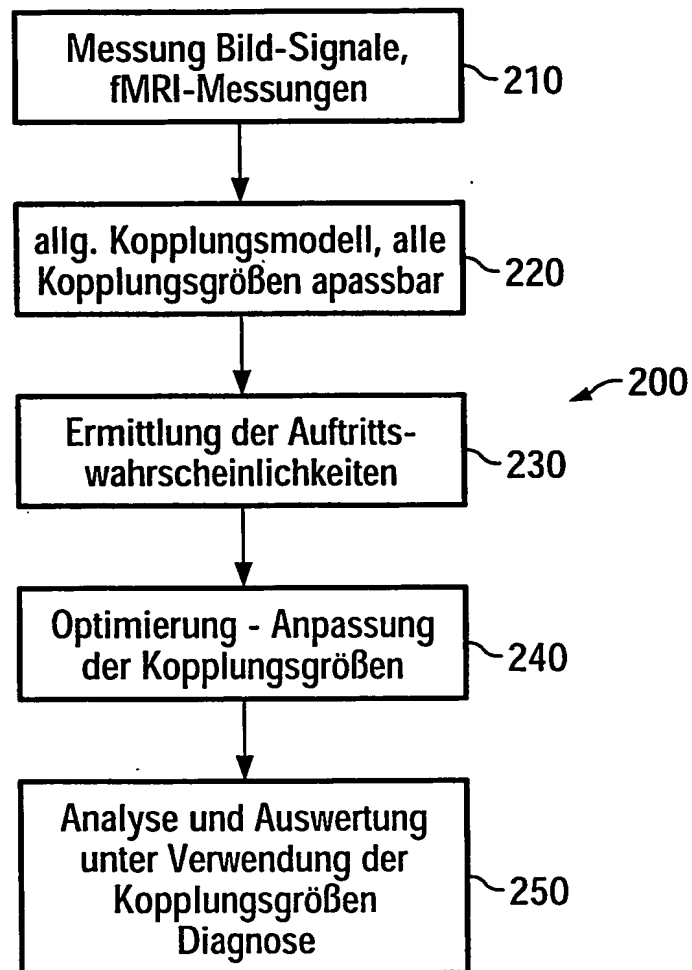 Messung Bild-Signale,
fMRI-Messungen
210
allg. Kopplungsmodell, alle
Kopplungsgrößen apassbar
220
200
Ermittlung der Auftritts-
wahrscheinlichkeiten
230
Optimierung - Anpassung
der Kopplungsgrößen
240
Analyse und Auswertung
unter Verwendung der
Kopplungsgrößen
Diagnose
250